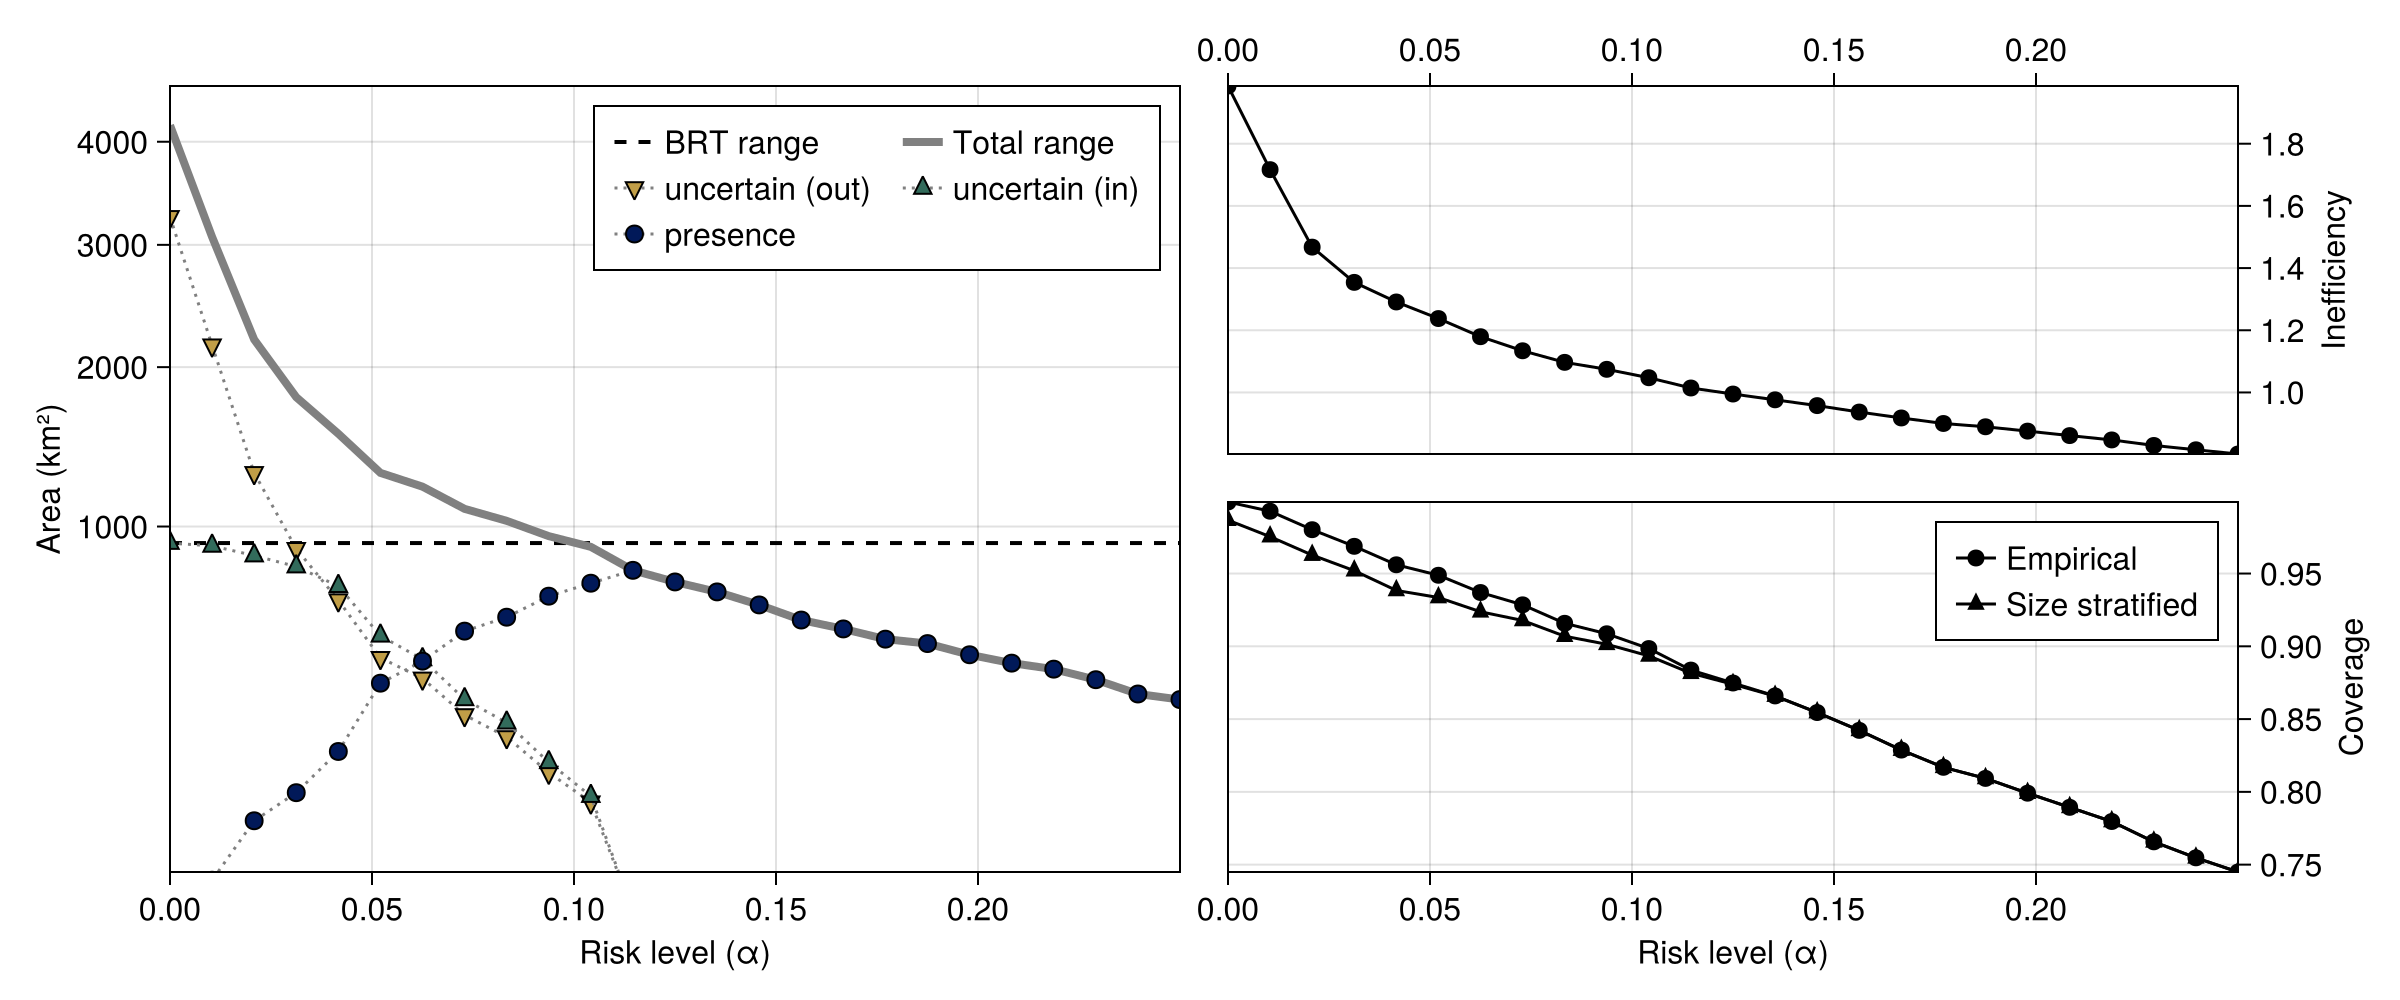 4000
3000
2000
1000
Area (km²)
0.00 0.05 0.10 0.15 0.20
Risk level (α)
BRT range Total range
uncertain (out) uncertain (in)
presence
0.00 0.05 0.10 0.15 0.20
1.8
1.6
1.4
1.2
1.0
Inefficiency
Empirical
Size stratified
0.95
0.90
0.85
0.80
0.75
Coverage
0.00 0.05 0.10 0.15 0.20
Risk level (α)